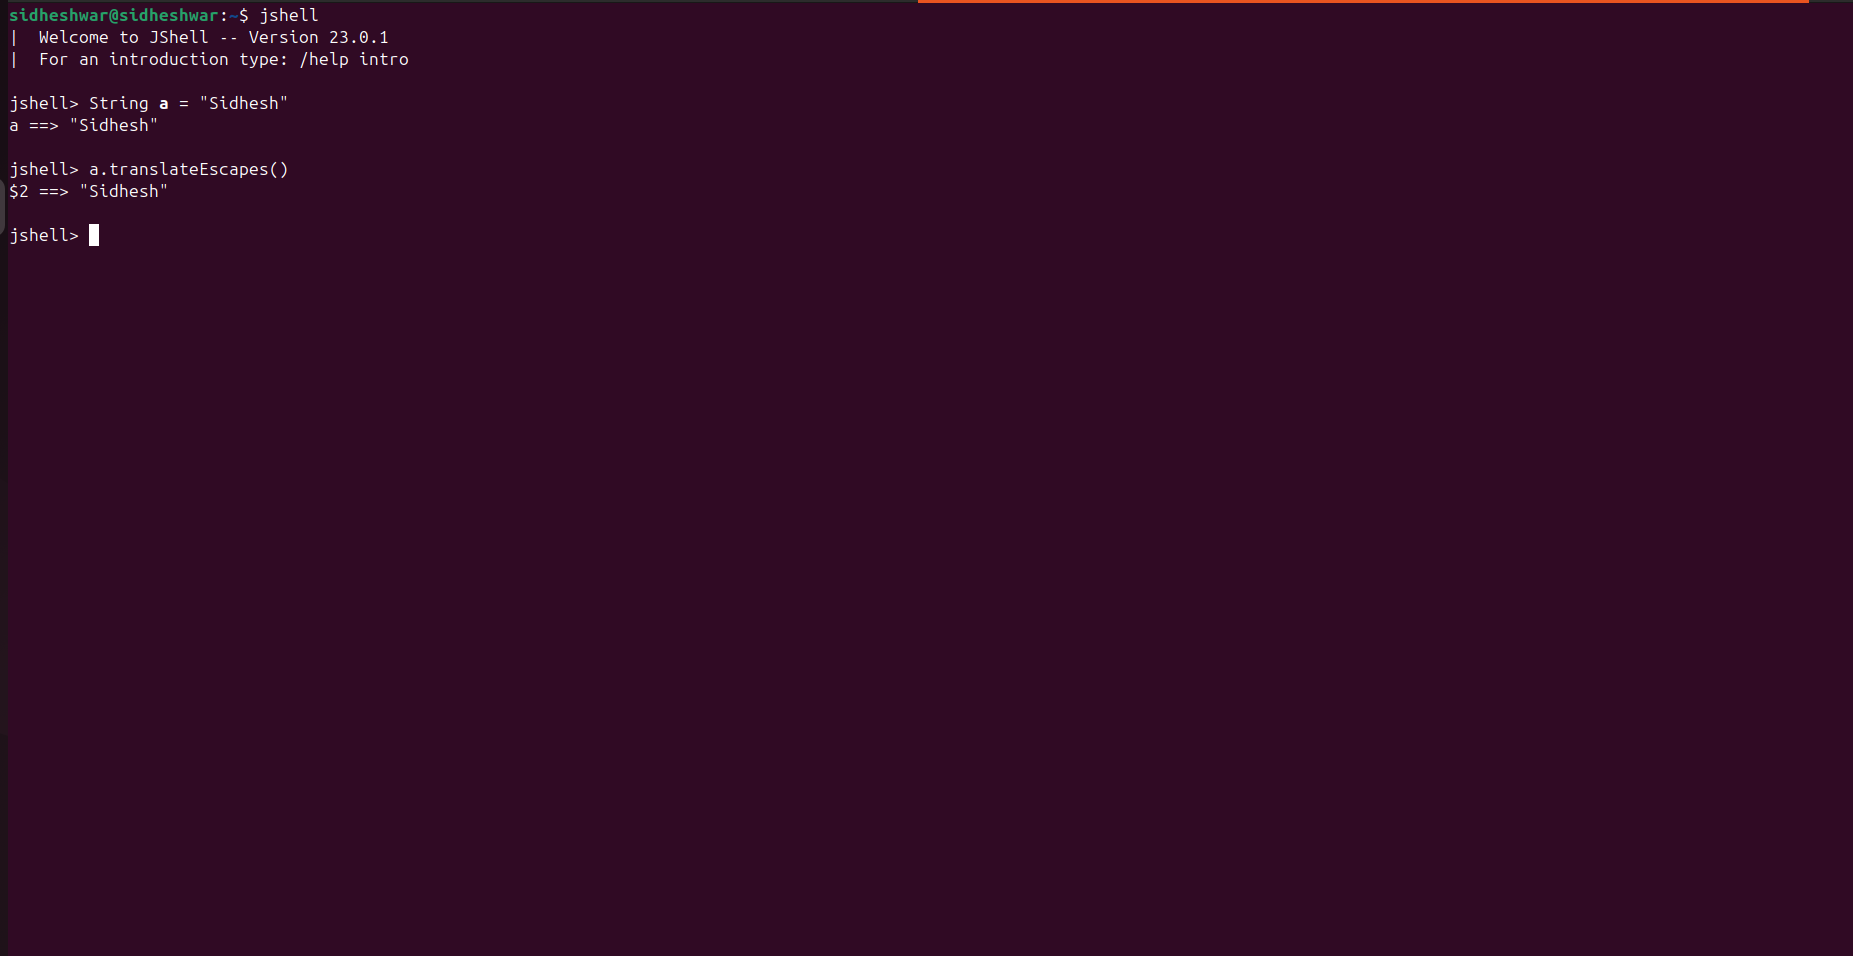 sidheshwar@sidheshwar:~$ jshell
|  Welcome to JShell -- Version 23.0.1
|  For an introduction type: /help intro
jshell> String a = "Sidhesh"
a ==> "Sidhesh"
jshell> a.translateEscapes()
$2 ==> "Sidhesh"
jshell>